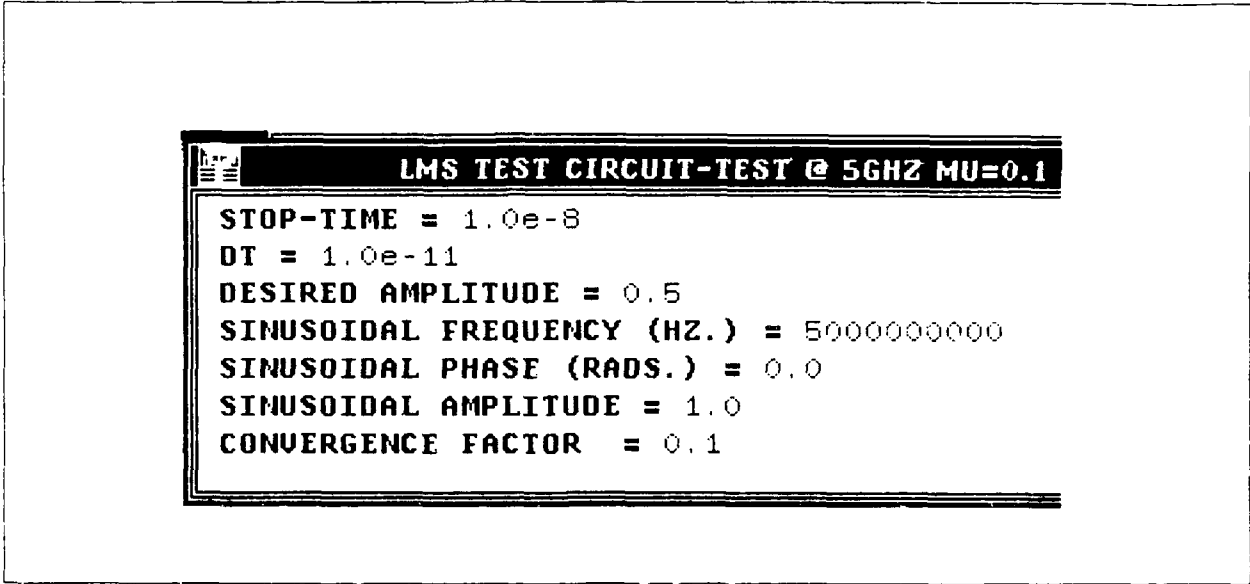 LMS TEST CIRCUIT-TEST @ 5GHZ MU=0.1
STOP-TIME = 1.0e-8
DT = 1.0e-11
DESIRED AMPLITUDE = 0.5
SINUSOIDAL FREQUENCY (HZ.) = 5000000000
SINUSOIDAL PHASE (RADS.) = 0.0
SINUSOIDAL AMPLITUDE = 1.0
CONVERGENCE FACTOR = 0.1